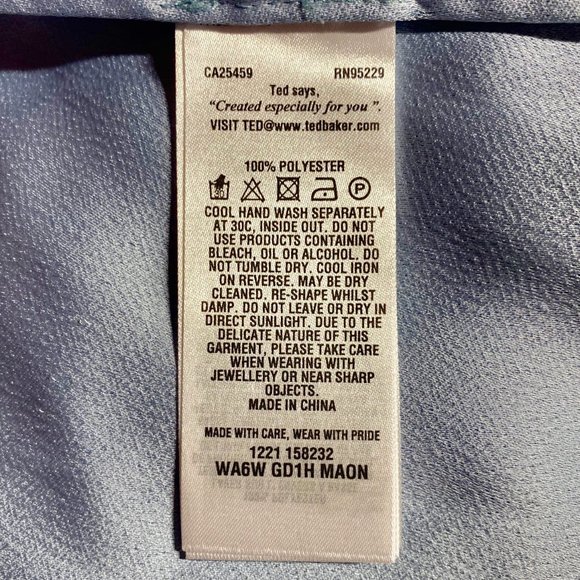 CA25459 RN95229
Ted says,
“Created especially for you ”.
VISIT TED@www.tedbaker.com
100% POLYESTER
COOL HAND WASH SEPARATELY
AT 30C, INSIDE OUT. DO NOT
USE PRODUCTS CONTAINING
BLEACH, OIL OR ALCOHOL. DO
NOT TUMBLE DRY. COOL IRON
ON REVERSE. MAY BE DRY
CLEANED. RE-SHAPE WHILST
DAMP. DO NOT LEAVE OR DRY IN
DIRECT SUNLIGHT. DUE TO THE
DELICATE NATURE OF THIS
GARMENT, PLEASE TAKE CARE
WHEN WEARING WITH
JEWELLERY OR NEAR SHARP
OBJECTS.
MADE IN CHINA
MADE WITH CARE, WEAR WITH PRIDE
1221 158232
WA6W GD1H MAON